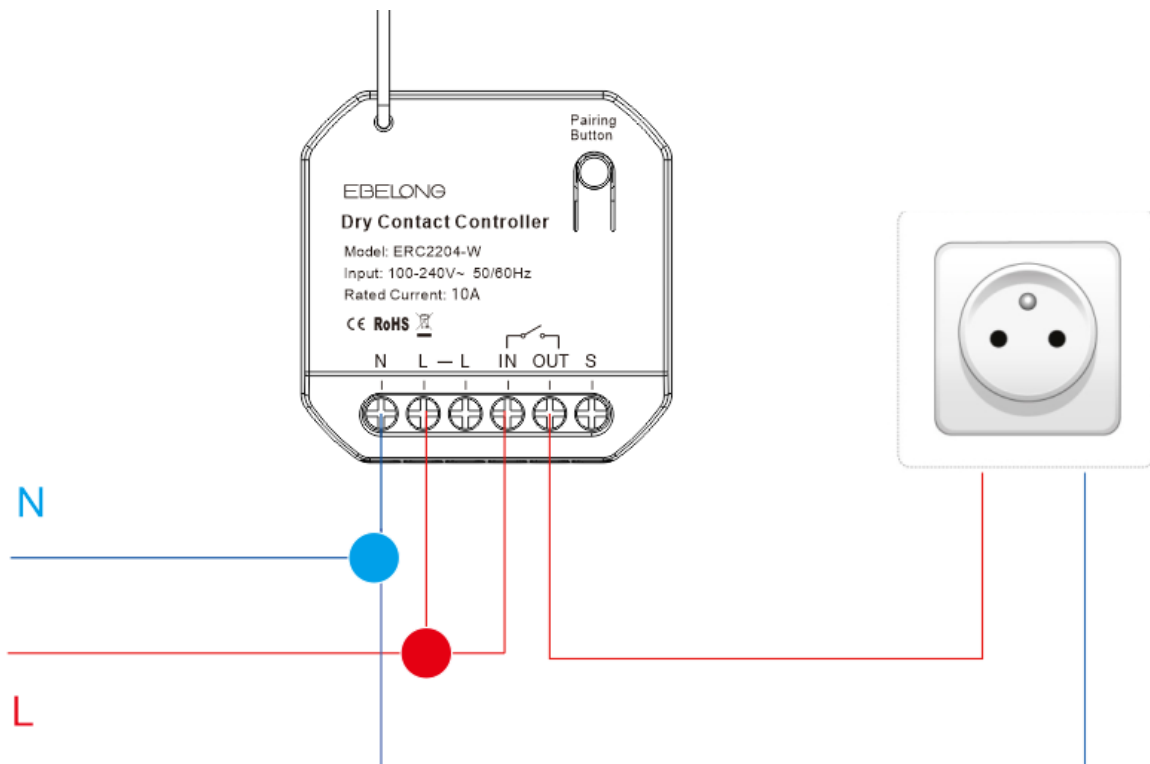 Pairing
Button
EBELONG
Dry Contact Controller
Model: ERC2204-W
Input: 100-240V~ 50/60Hz
Rated Current: 10A
CE RoHS
N L — L IN OUT S
N
L